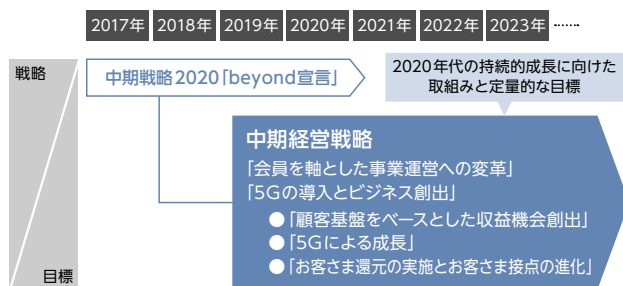 2017年 2018年 2019年 2020年 2021年 2022年 2023年 ……
戦略
中期戦略2020「beyond宣言」
2020年代の持続的成長に向けた
取組みと定量的な目標
中期経営戦略
「会員を軸とした事業運営への変革」
「5Gの導入とビジネス創出」
●「顧客基盤をベースとした収益機会創出」
●「5Gによる成長」
●「お客さま還元の実施とお客さま接点の進化」
目標